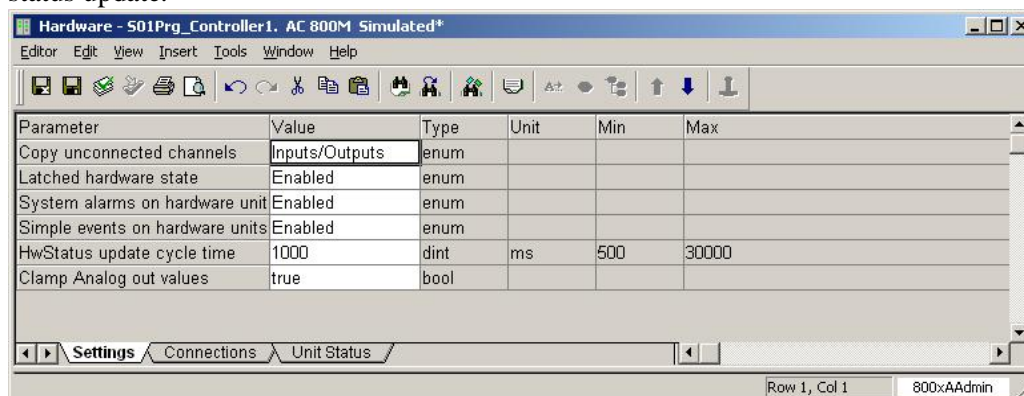 status update.
Hardware - S01Prg_Controller1. AC 800M Simulated*
Editor Edit View Insert Tools Window Help
Parameter Value Type Unit Min Max
Copy unconnected channels Inputs/Outputs enum
Latched hardware state Enabled enum
System alarms on hardware unit Enabled enum
Simple events on hardware units Enabled enum
HwStatus update cycle time 1000 dint ms 500 30000
Clamp Analog out values true bool
Settings Connections Unit Status
Row 1, Col 1 800xAAdmin